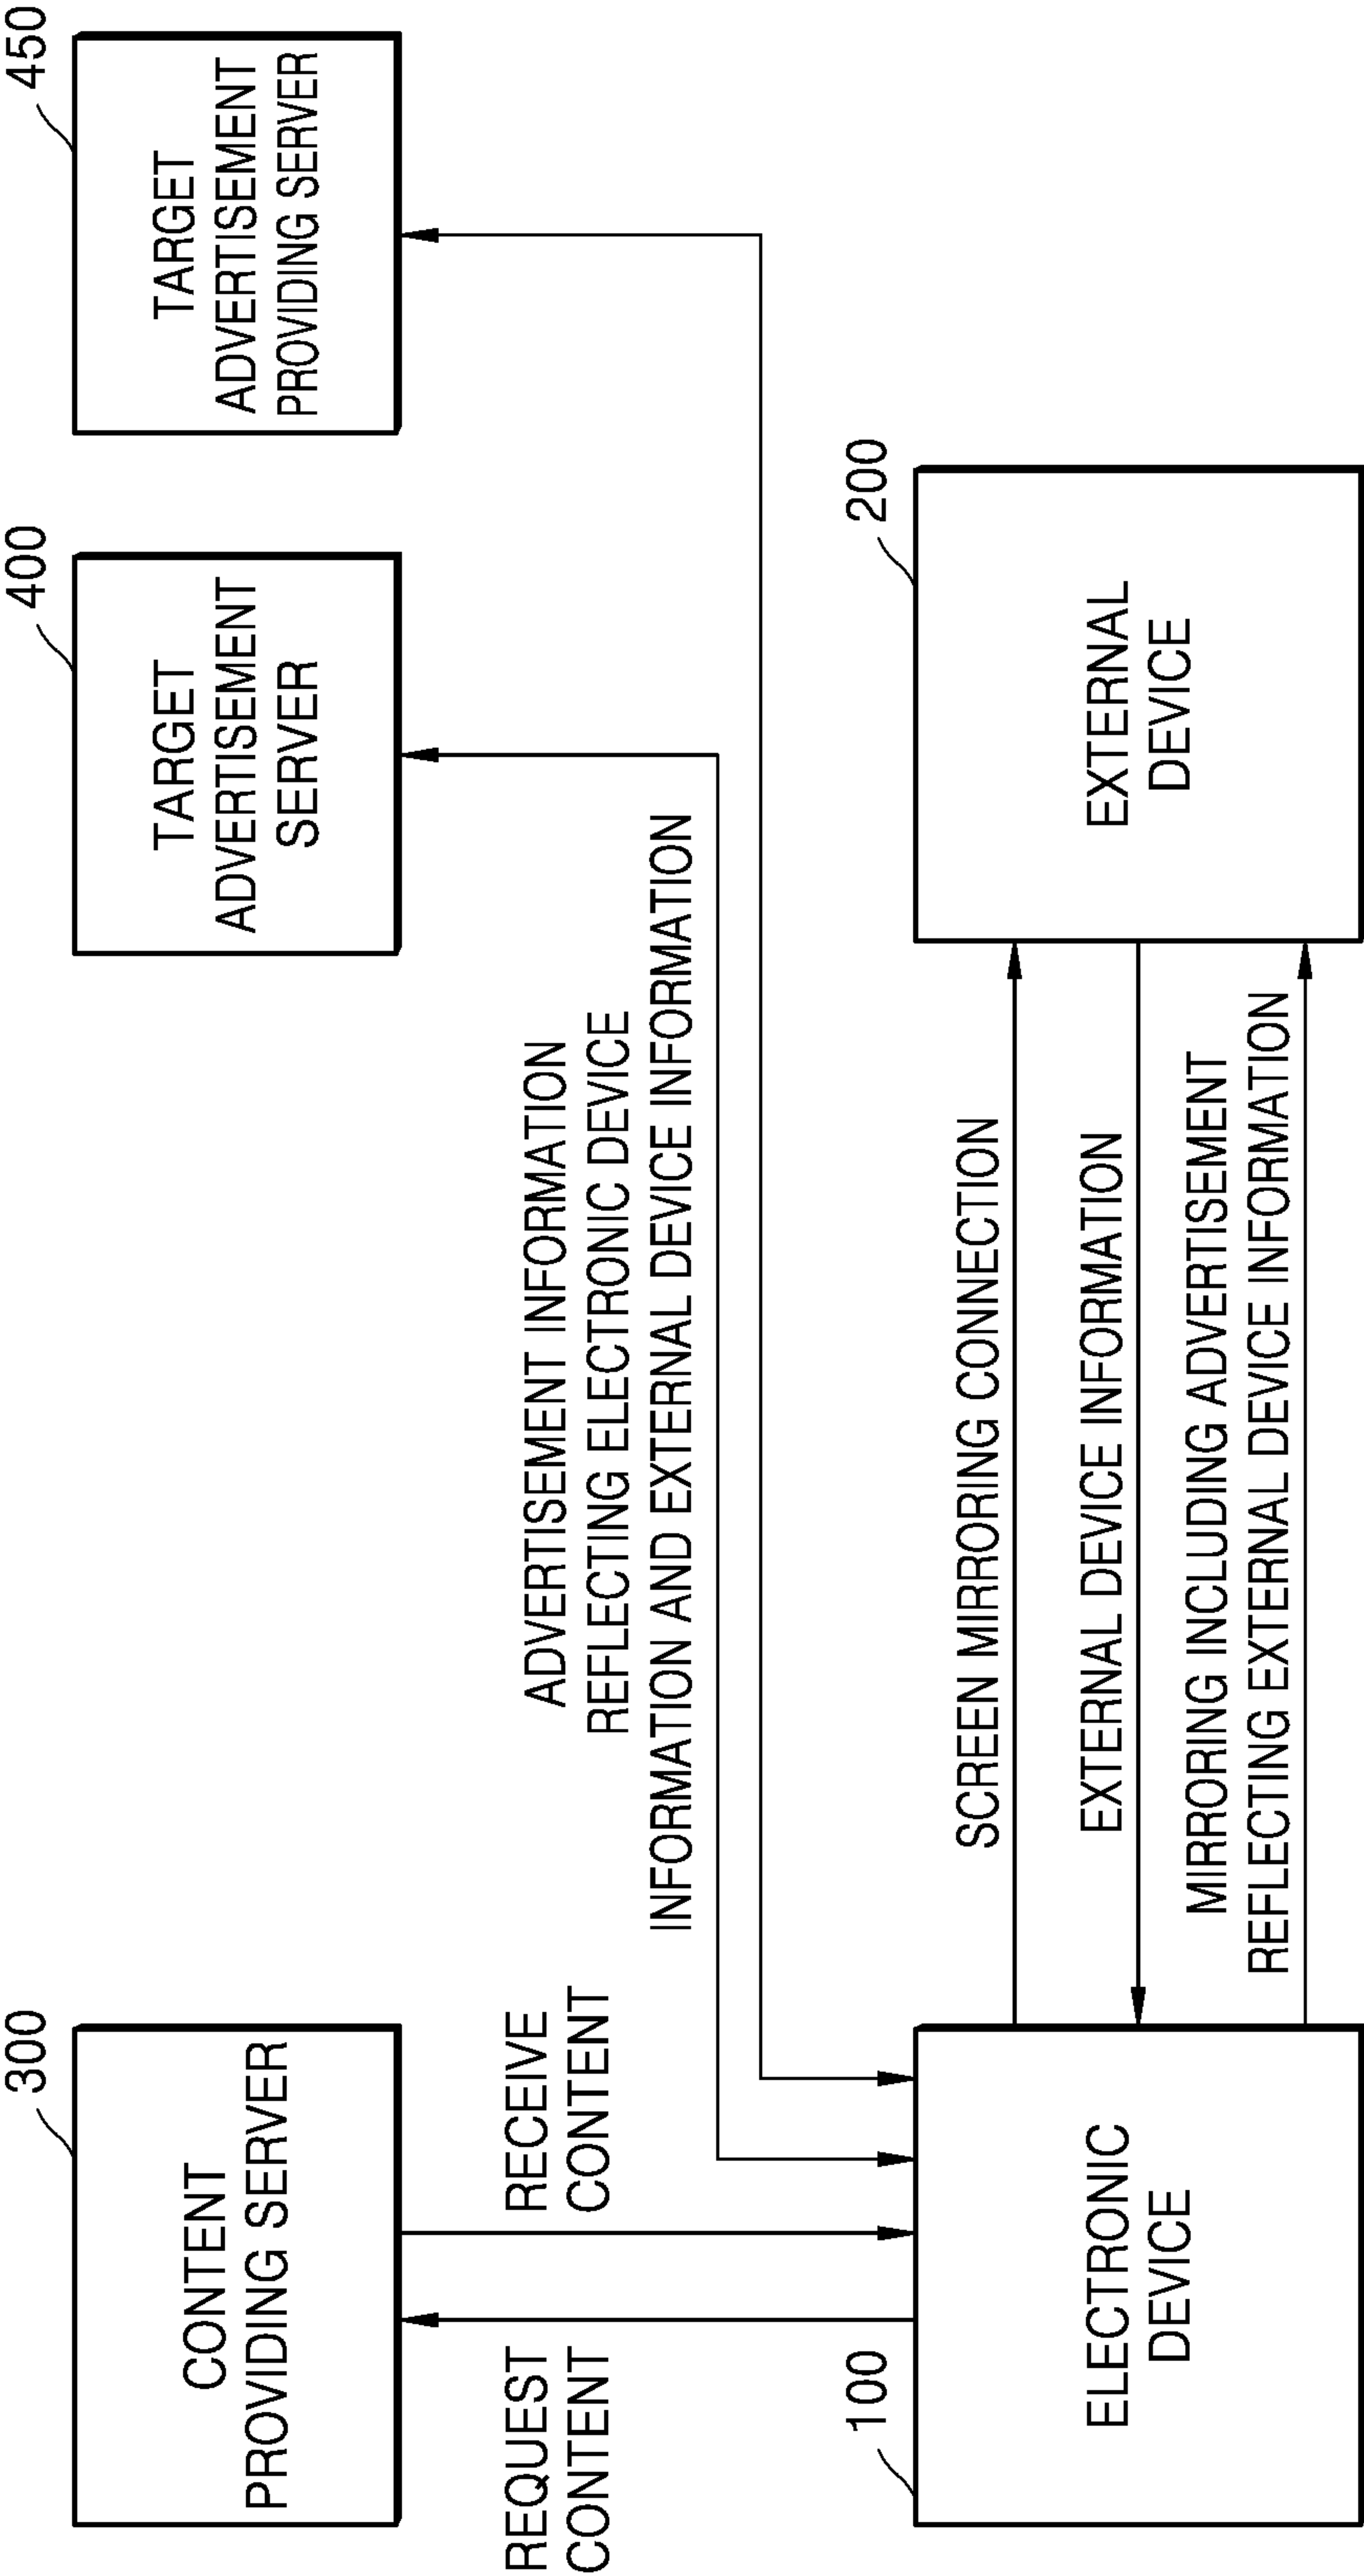 300
CONTENT
PROVIDING SERVER
400
TARGET
ADVERTISEMENT
SERVER
450
TARGET
ADVERTISEMENT
PROVIDING SERVER
REQUEST
CONTENT
RECEIVE
CONTENT
ADVERTISEMENT INFORMATION
REFLECTING ELECTRONIC DEVICE
INFORMATION AND EXTERNAL DEVICE INFORMATION
100
ELECTRONIC
DEVICE
SCREEN MIRRORING CONNECTION
EXTERNAL DEVICE INFORMATION
MIRRORING INCLUDING ADVERTISEMENT
REFLECTING EXTERNAL DEVICE INFORMATION
200
EXTERNAL
DEVICE